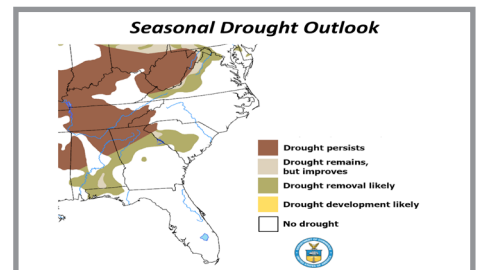 Seasonal Drought Outlook
Drought persists
Drought remains,
but improves
Drought removal likely
Drought development likely
No drought